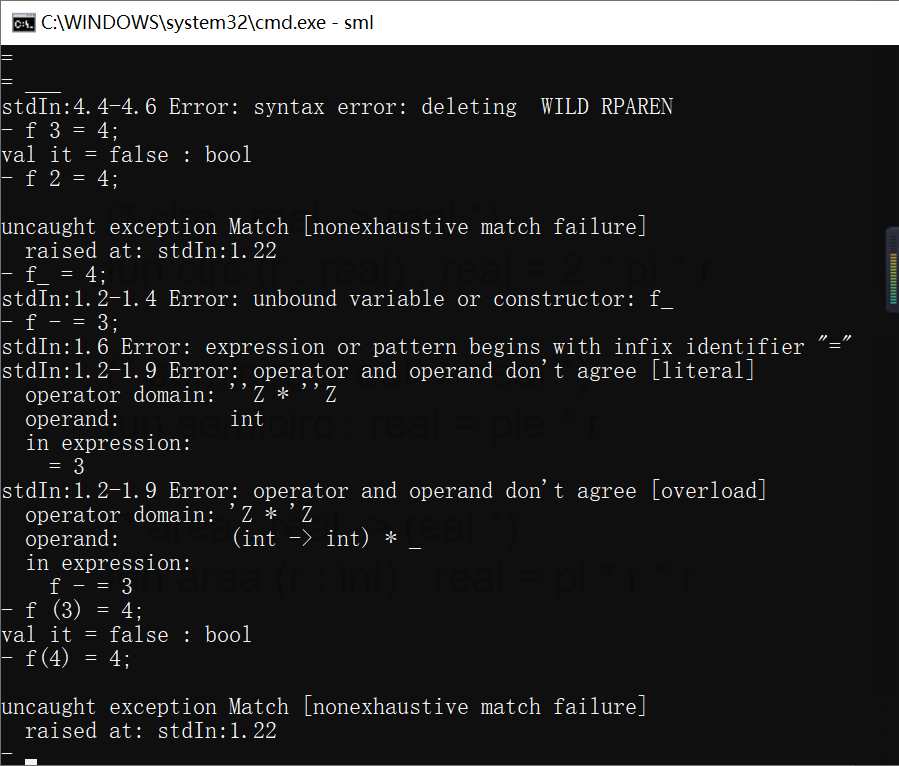 C:\WINDOWS\system32\cmd.exe - sml
=
= ___
stdIn:4.4-4.6 Error: syntax error: deleting  WILD RPAREN
- f 3 = 4;
val it = false : bool
- f 2 = 4;
uncaught exception Match [nonexhaustive match failure]
  raised at: stdIn:1.22
- f_ = 4;
stdIn:1.2-1.4 Error: unbound variable or constructor: f_
- f - = 3;
stdIn:1.6 Error: expression or pattern begins with infix identifier "="
stdIn:1.2-1.9 Error: operator and operand don't agree [literal]
  operator domain: ''Z * ''Z
  operand:         int
  in expression:
    = 3
stdIn:1.2-1.9 Error: operator and operand don't agree [overload]
  operator domain: 'Z * 'Z
  operand:         (int -> int) * _
  in expression:
    f - = 3
- f (3) = 4;
val it = false : bool
- f(4) = 4;
uncaught exception Match [nonexhaustive match failure]
  raised at: stdIn:1.22
-